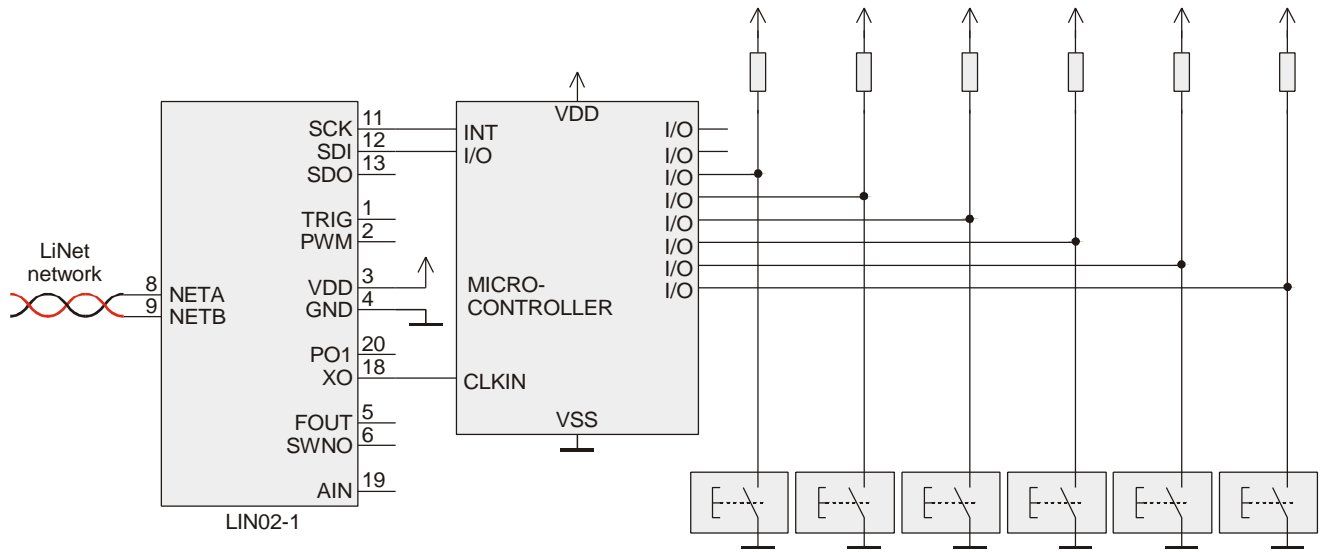 LiNet
network
8
9
NETA
NETB
SCK 11
SDI 12
SDO 13
TRIG 1
PWM 2
VDD 3
GND 4
PO1 20
XO 18
FOUT 5
SWNO 6
AIN 19
LIN02-1
VDD
INT
I/O
MICRO-
CONTROLLER
CLKIN
VSS
I/O
I/O
I/O
I/O
I/O
I/O
I/O
I/O